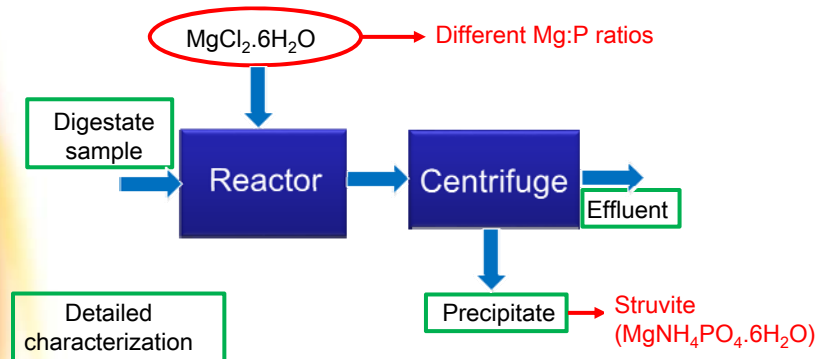 MgCl₂.6H₂O
Different Mg:P ratios
Digestate
sample
Reactor
Centrifuge
Effluent
Precipitate
Struvite
(MgNH₄PO₄.6H₂O)
Detailed
characterization